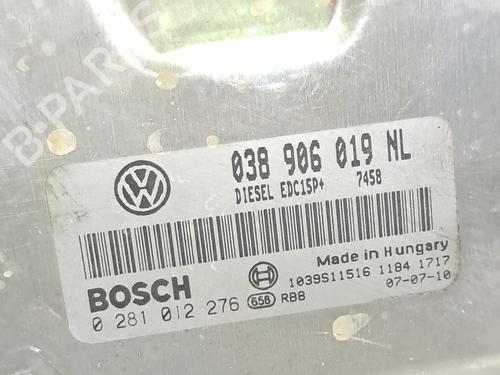 B-PARTS
038 906 019 NL
DIESEL EDC15P+ 7458
Made in Hungary
BOSCH
1039S11516 1184 1717
0 281 012 276 658 RBB
07-07-10